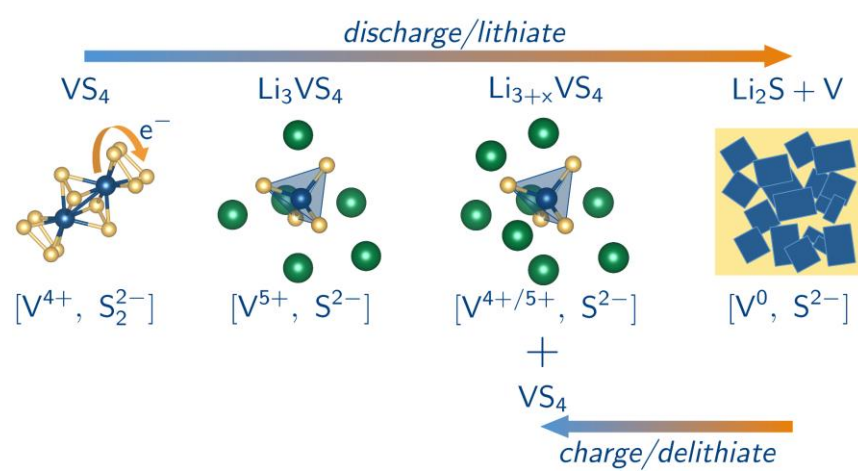 discharge/lithiate
VS₄ Li₃VS₄ Li₃₊ₓVS₄ Li₂S + V
e⁻
[V⁴⁺, S₂²⁻] [V⁵⁺, S²⁻] [V⁴⁺/⁵⁺, S²⁻] [V⁰, S²⁻]
+
VS₄
charge/delithiate